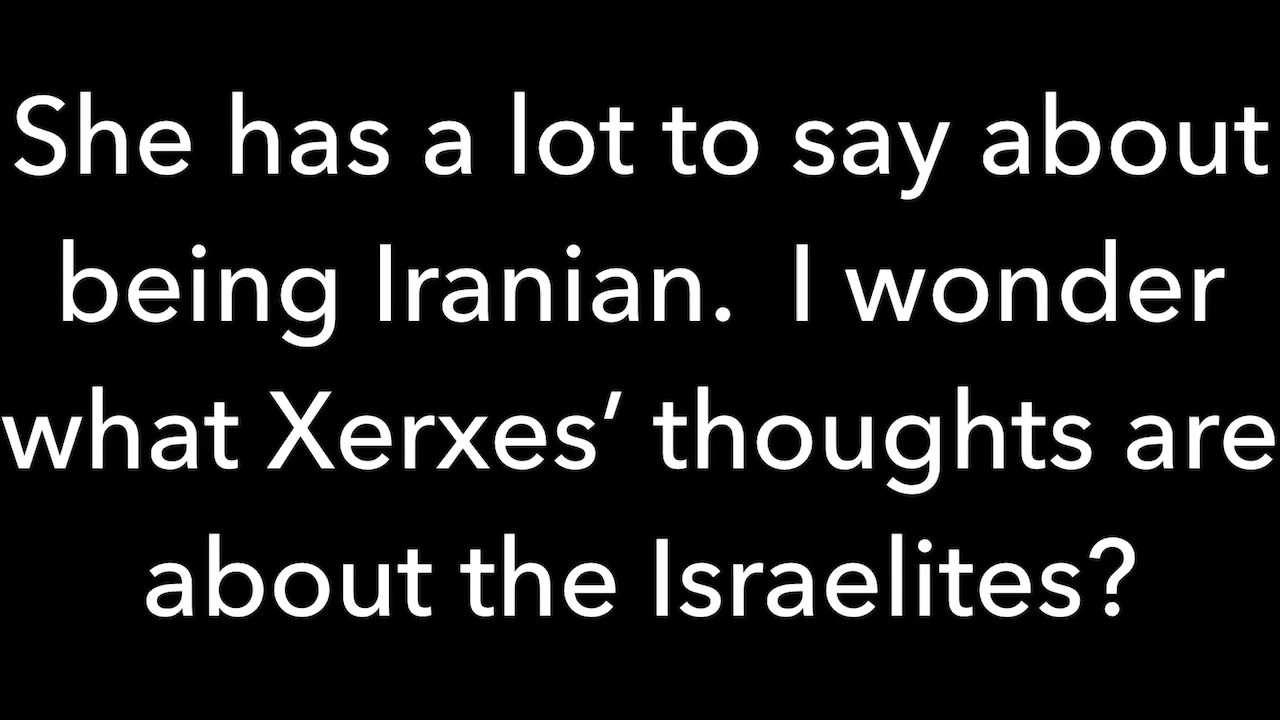 She has a lot to say about
being Iranian.  I wonder
what Xerxes’ thoughts are
about the Israelites?